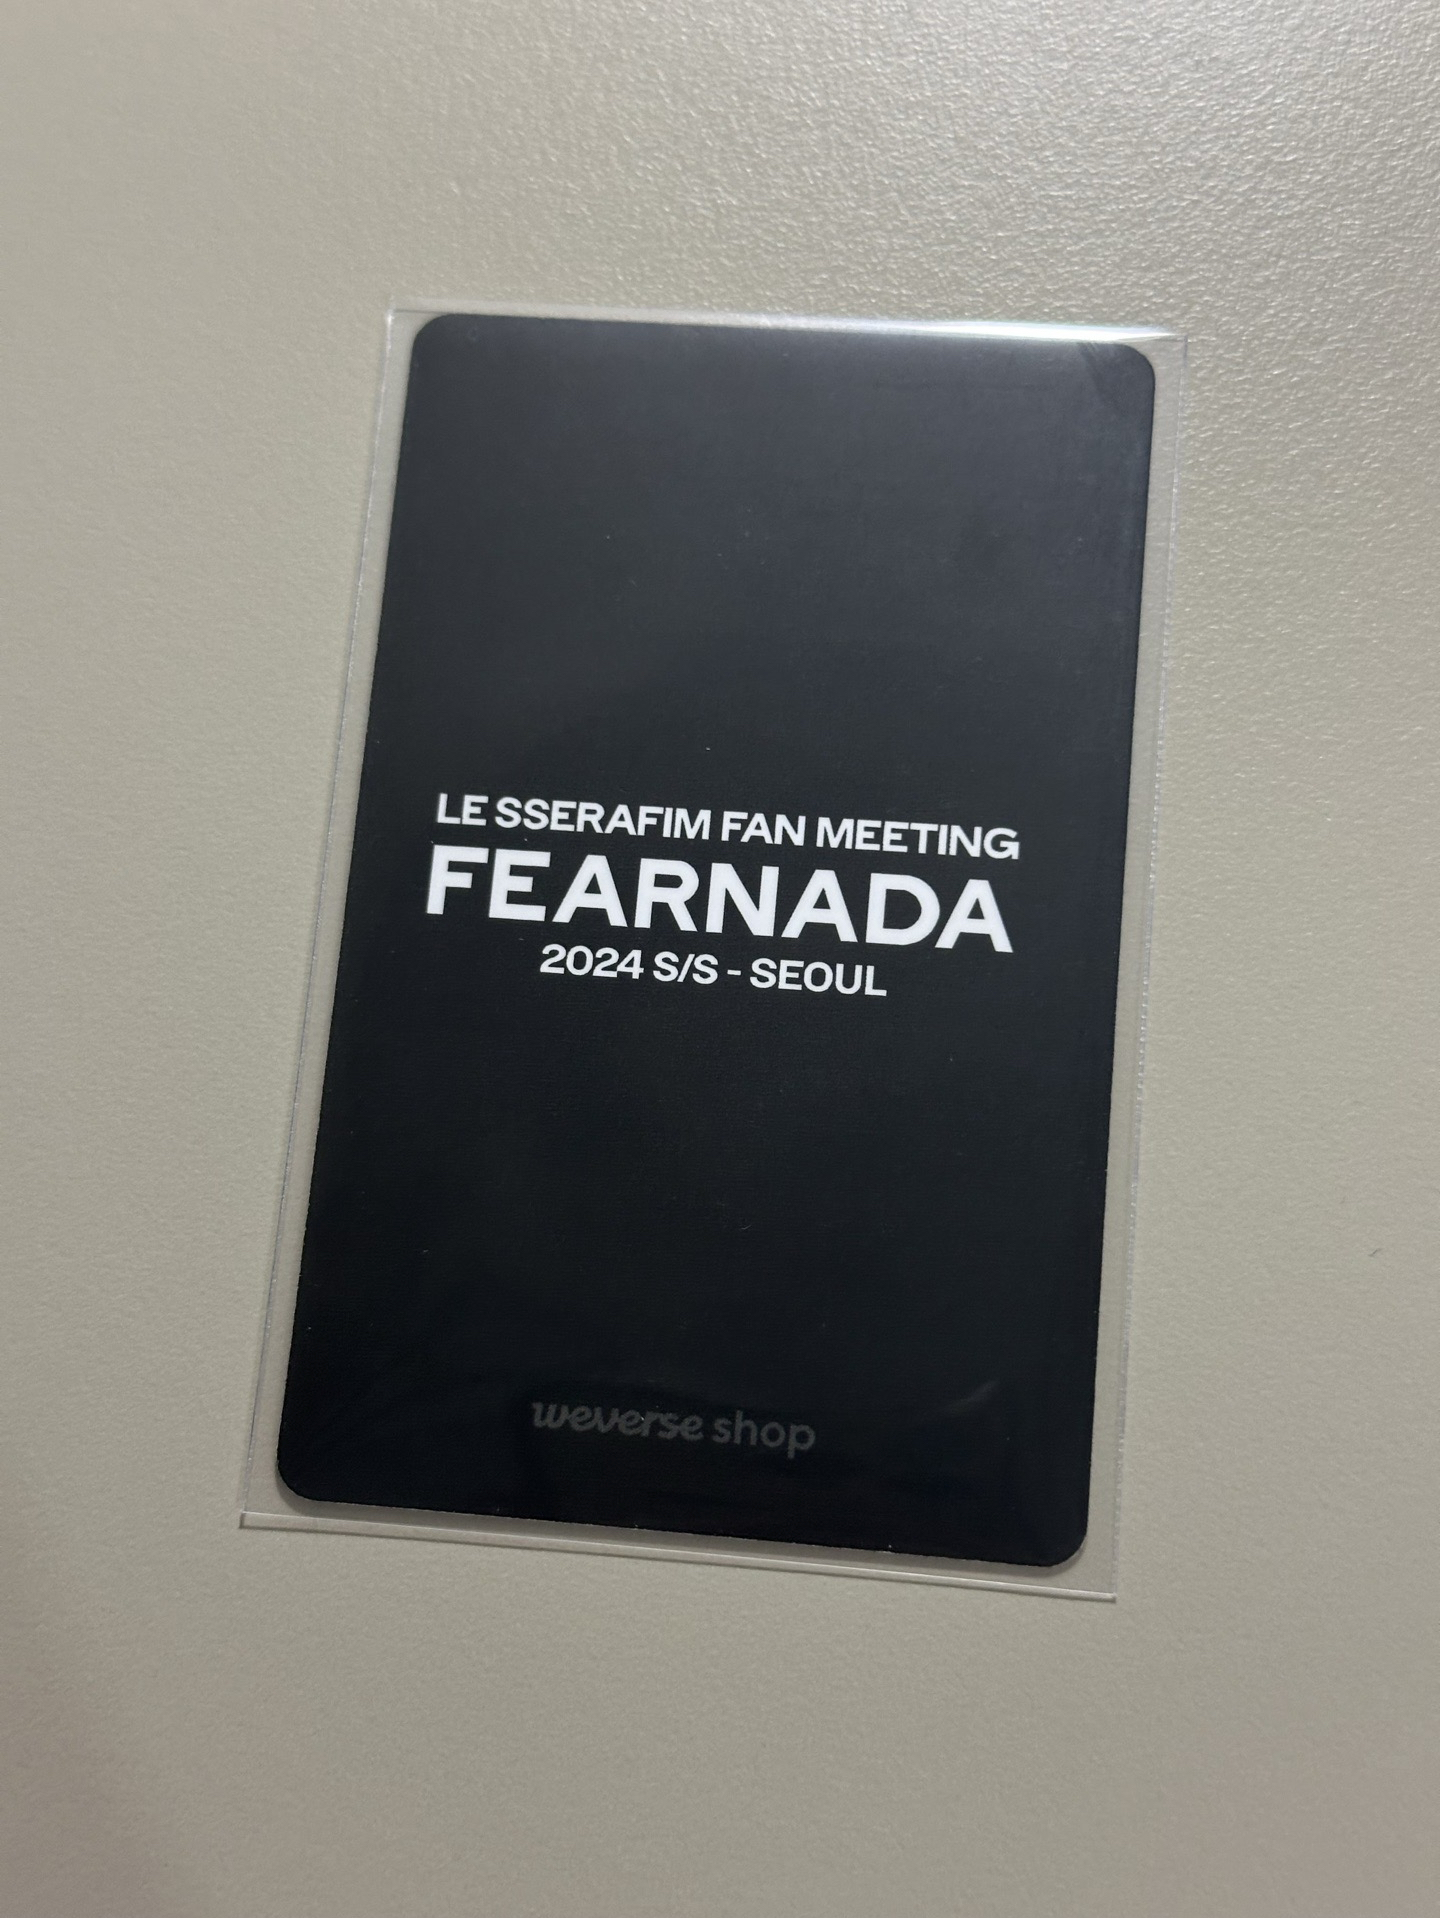 LE SSERAFIM FAN MEETING
FEARNADA
2024 S/S - SEOUL
weverse shop